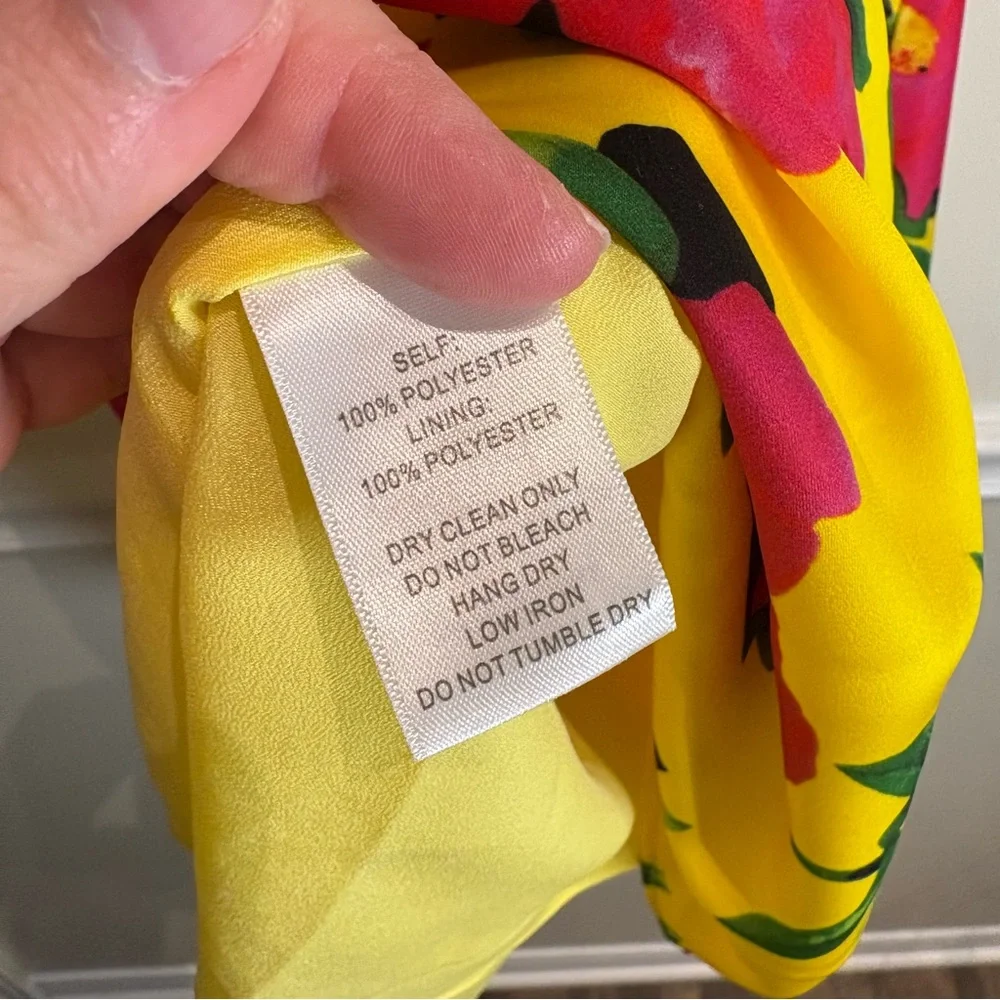 SELF:
100% POLYESTER
LINING:
100% POLYESTER
DRY CLEAN ONLY
DO NOT BLEACH
HANG DRY
LOW IRON
DO NOT TUMBLE DRY